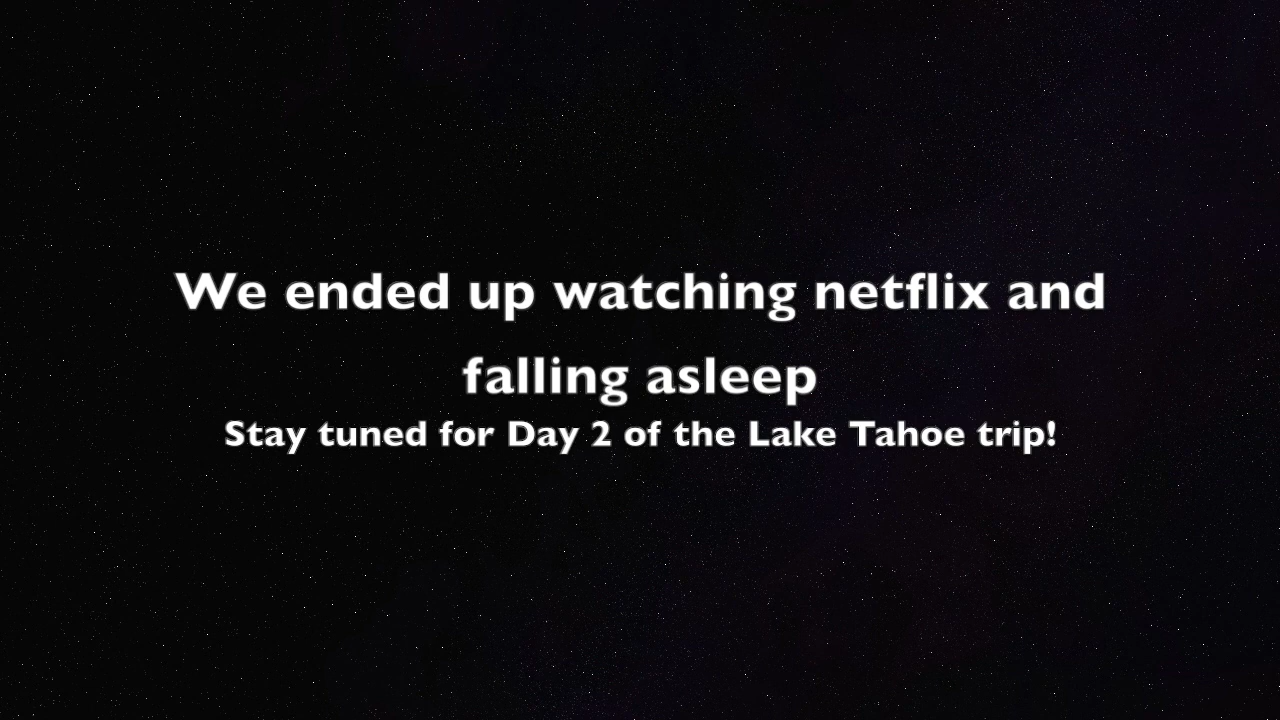 We ended up watching netflix and
falling asleep
Stay tuned for Day 2 of the Lake Tahoe trip!